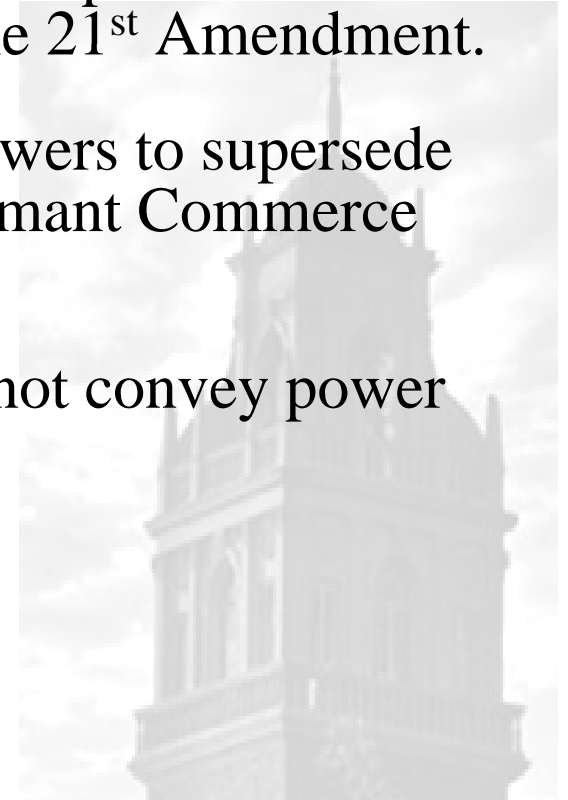 e 21st Amendment.
wers to supersede
mant Commerce
not convey power